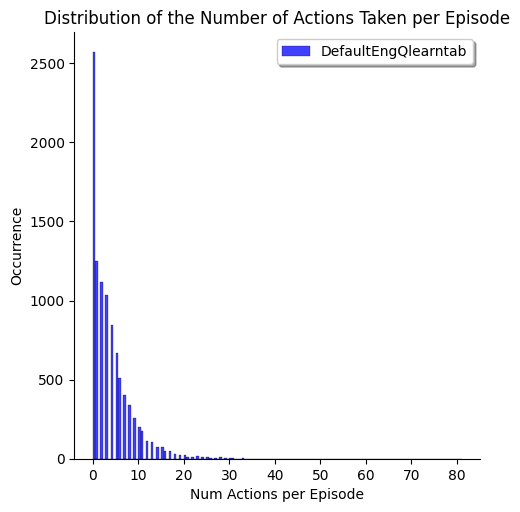 Distribution of the Number of Actions Taken per Episode
DefaultEngQlearntab
2500
2000
1500
1000
500
0
Occurrence
0 10 20 30 40 50 60 70 80
Num Actions per Episode